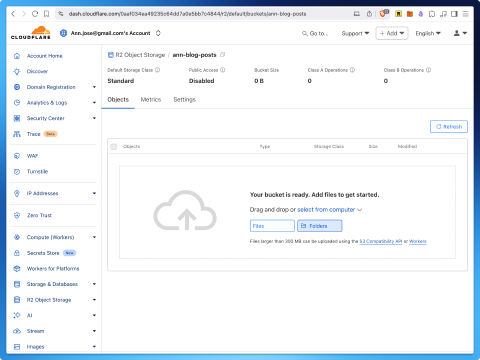 dash.cloudflare.com/0aaf034ea49235c64dd7a0a5bb7c4844/r2/default/buckets/ann-blog-posts
CLOUDFLARE
Ann.jose@gmail.com's Account
Go to...
Support
+ Add
English
R2 Object Storage / ann-blog-posts
Default Storage Class
Public Access
Bucket Size
Class A Operations
Class B Operations
Standard
Disabled
0 B
0
0
Objects
Metrics
Settings
Refresh
Objects
Type
Storage Class
Size
Modified
Your bucket is ready. Add files to get started.
Drag and drop or select from computer
Files
Folders
Files larger than 300 MB can be uploaded using the S3 Compatibility API or Workers
Account Home
Discover
Domain Registration
Analytics & Logs
Security Center
Trace Beta
WAF
Turnstile
IP Addresses
Zero Trust
Compute (Workers)
Secrets Store New
Workers for Platforms
Storage & Databases
R2 Object Storage
AI
Stream
Images